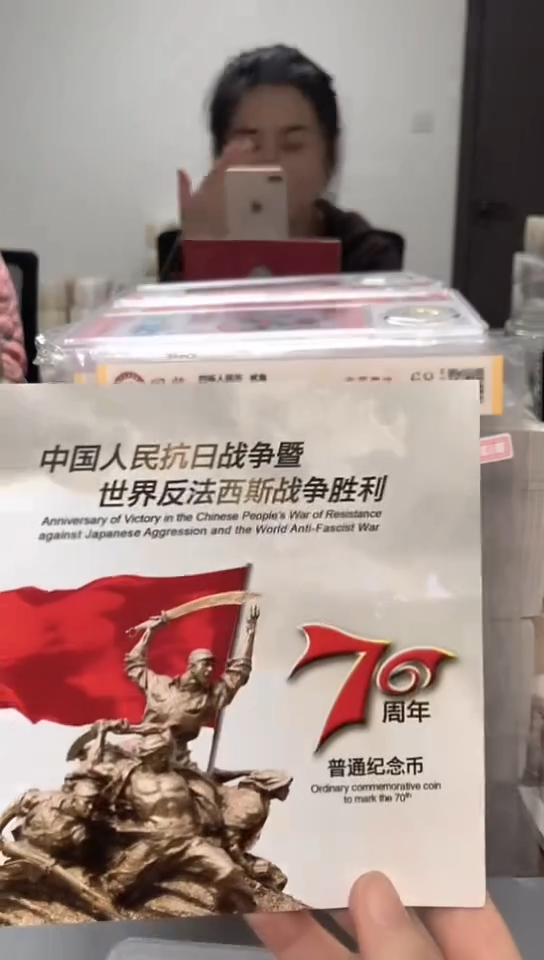 68
中国人民抗日战争暨
世界反法西斯战争胜利
Anniversary of Victory in the Chinese People's War of Resistance
against Japanese Aggression and the World Anti-Fascist War
70
周年
普通纪念币
Ordinary commemorative coin
to mark the 70th